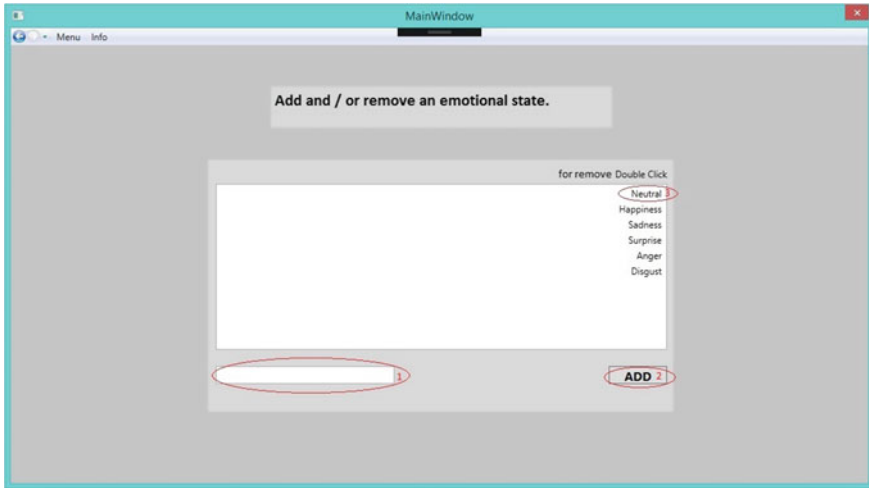 MainWindow
Menu Info
Add and / or remove an emotional state.
for remove Double Click
Neutral 3
Happiness
Sadness
Surprise
Anger
Disgust
1
ADD 2